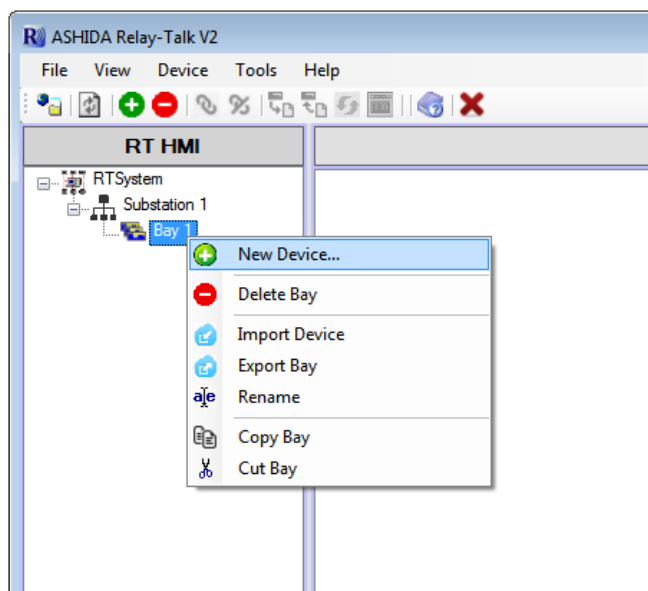 ASHIDA Relay-Talk V2
File View Device Tools Help
RT HMI
RTSystem
Substation 1
Bay 1
New Device...
Delete Bay
Import Device
Export Bay
Rename
Copy Bay
Cut Bay